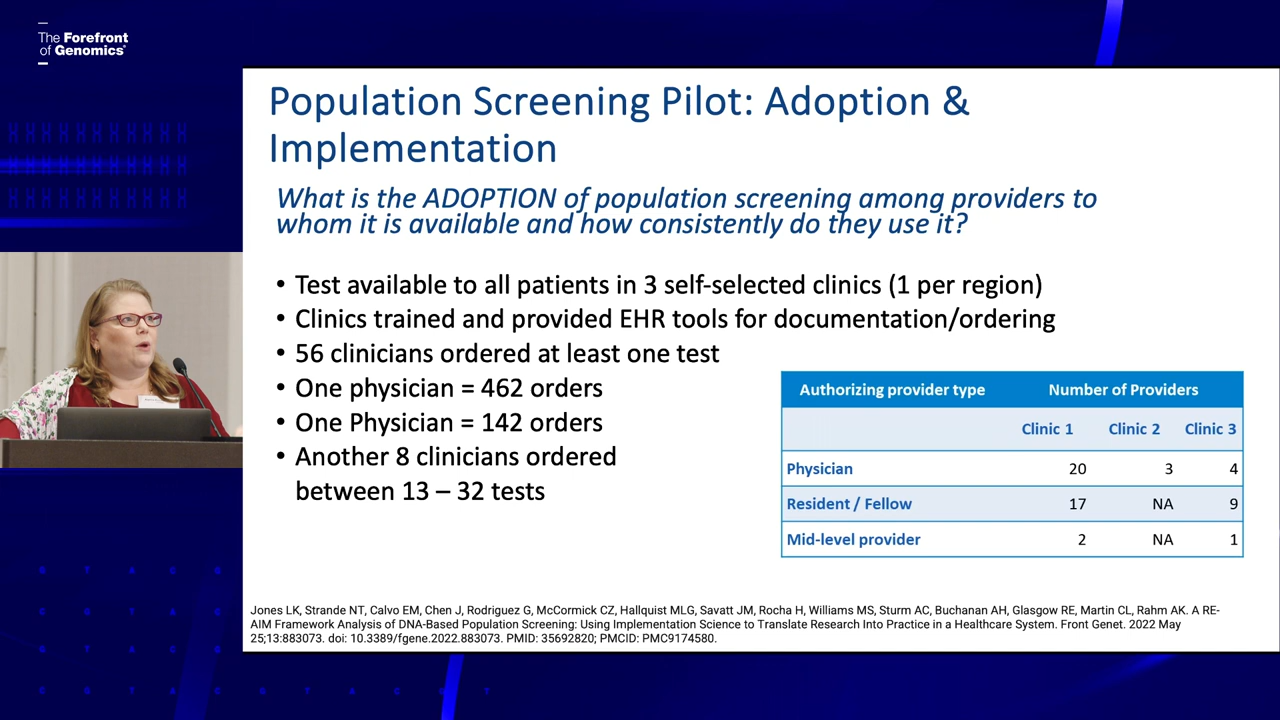 The Forefront
of Genomics®
Population Screening Pilot: Adoption &
Implementation
What is the ADOPTION of population screening among providers to
whom it is available and how consistently do they use it?
• Test available to all patients in 3 self-selected clinics (1 per region)
• Clinics trained and provided EHR tools for documentation/ordering
• 56 clinicians ordered at least one test
• One physician = 462 orders
• One Physician = 142 orders
• Another 8 clinicians ordered
between 13 – 32 tests
Authorizing provider type Number of Providers
Clinic 1 Clinic 2 Clinic 3
Physician 20 3 4
Resident / Fellow 17 NA 9
Mid-level provider 2 NA 1
Jones LK, Strande NT, Calvo EM, Chen J, Rodriguez G, McCormick CZ, Hallquist MLG, Savatt JM, Rocha H, Williams MS, Sturm AC, Buchanan AH, Glasgow RE, Martin CL, Rahm AK. A RE-
AIM Framework Analysis of DNA-Based Population Screening: Using Implementation Science to Translate Research Into Practice in a Healthcare System. Front Genet. 2022 May
25;13:883073. doi: 10.3389/fgene.2022.883073. PMID: 35692820; PMCID: PMC9174580.